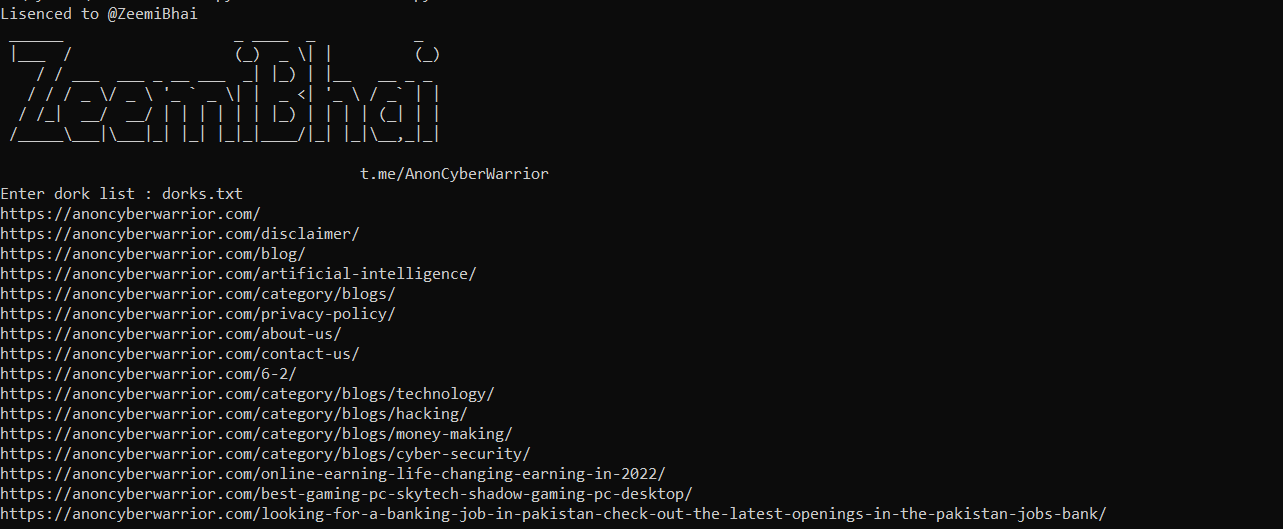 Lisenced to @ZeemiBhai
ZeemiBhai
t.me/AnonCyberWarrior
Enter dork list : dorks.txt
https://anoncyberwarrior.com/
https://anoncyberwarrior.com/disclaimer/
https://anoncyberwarrior.com/blog/
https://anoncyberwarrior.com/artificial-intelligence/
https://anoncyberwarrior.com/category/blogs/
https://anoncyberwarrior.com/privacy-policy/
https://anoncyberwarrior.com/about-us/
https://anoncyberwarrior.com/contact-us/
https://anoncyberwarrior.com/6-2/
https://anoncyberwarrior.com/category/blogs/technology/
https://anoncyberwarrior.com/category/blogs/hacking/
https://anoncyberwarrior.com/category/blogs/money-making/
https://anoncyberwarrior.com/category/blogs/cyber-security/
https://anoncyberwarrior.com/online-earning-life-changing-earning-in-2022/
https://anoncyberwarrior.com/best-gaming-pc-skytech-shadow-gaming-pc-desktop/
https://anoncyberwarrior.com/looking-for-a-banking-job-in-pakistan-check-out-the-latest-openings-in-the-pakistan-jobs-bank/